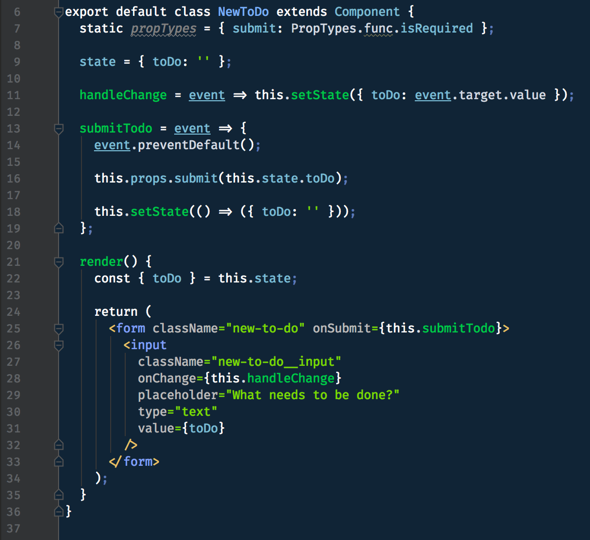 6 export default class NewToDo extends Component {
7 static propTypes = { submit: PropTypes.func.isRequired };
8
9 state = { toDo: '' };
10
11 handleChange = event => this.setState({ toDo: event.target.value });
12
13 submitTodo = event => {
14 event.preventDefault();
15
16 this.props.submit(this.state.toDo);
17
18 this.setState(() => ({ toDo: '' }));
19 };
20
21 render() {
22 const { toDo } = this.state;
23
24 return (
25 <form className="new-to-do" onSubmit={this.submitTodo}>
26 <input
27 className="new-to-do__input"
28 onChange={this.handleChange}
29 placeholder="What needs to be done?"
30 type="text"
31 value={toDo}
32 />
33 </form>
34 );
35 }
36 }
37